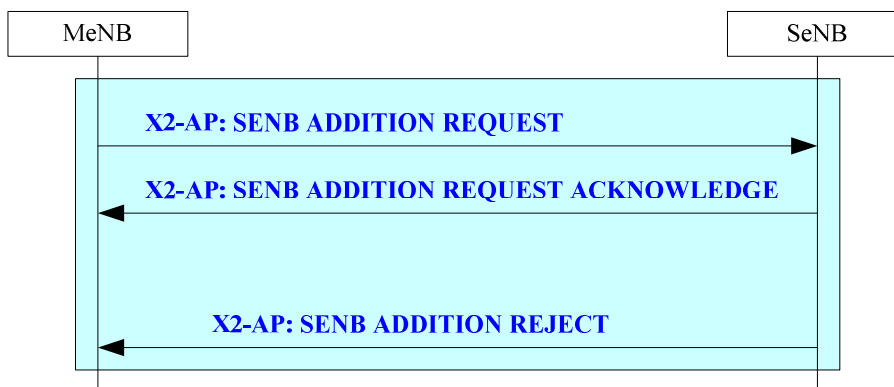 MeNB
SeNB
X2-AP: SENB ADDITION REQUEST
X2-AP: SENB ADDITION REQUEST ACKNOWLEDGE
X2-AP: SENB ADDITION REJECT